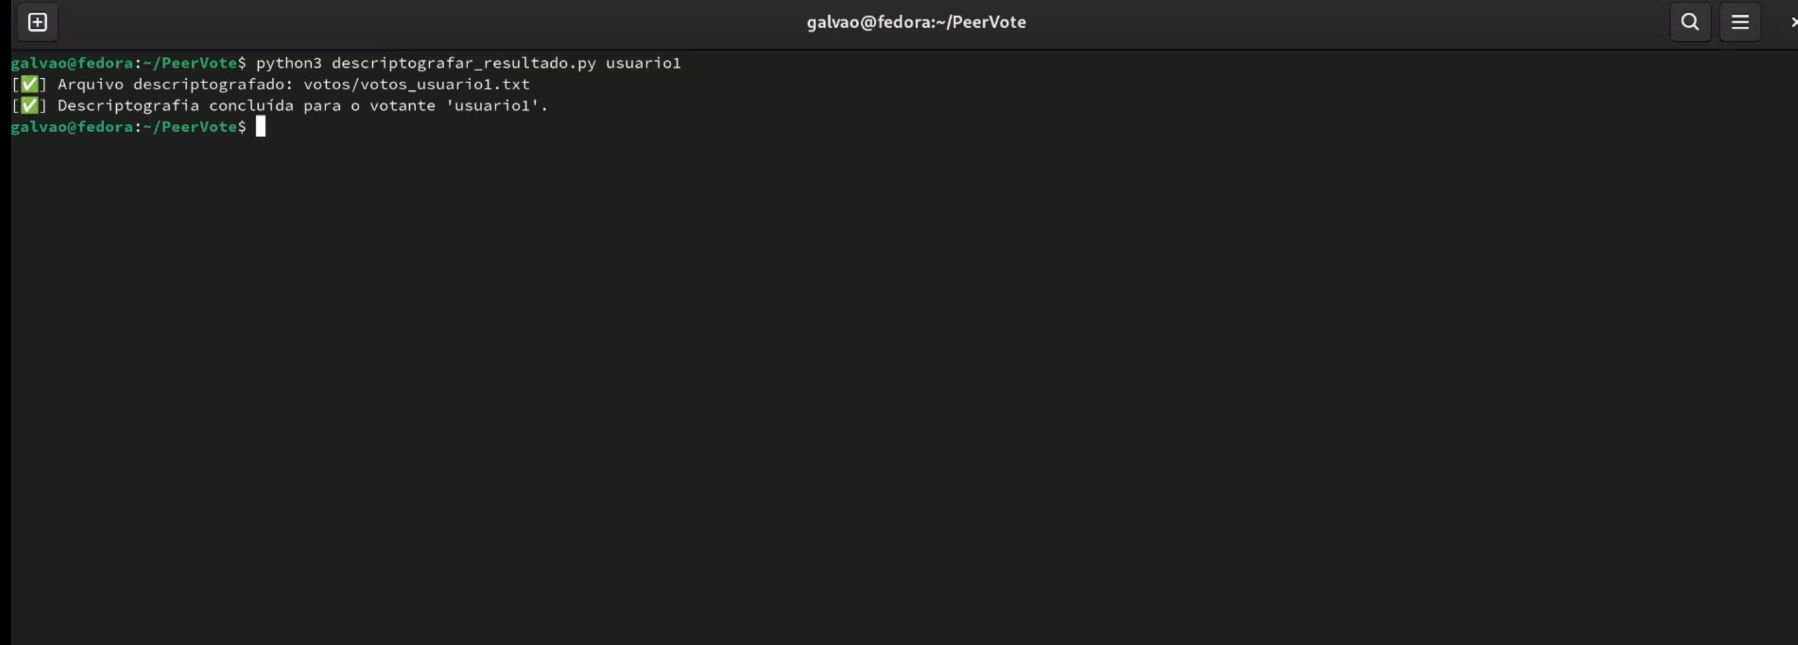 galvao@fedora:~/PeerVote
galvao@fedora:~/PeerVote$ python3 descriptografar_resultado.py usuario1
[✅] Arquivo descriptografado: votos/votos_usuario1.txt
[✅] Descriptografia concluída para o votante 'usuario1'.
galvao@fedora:~/PeerVote$